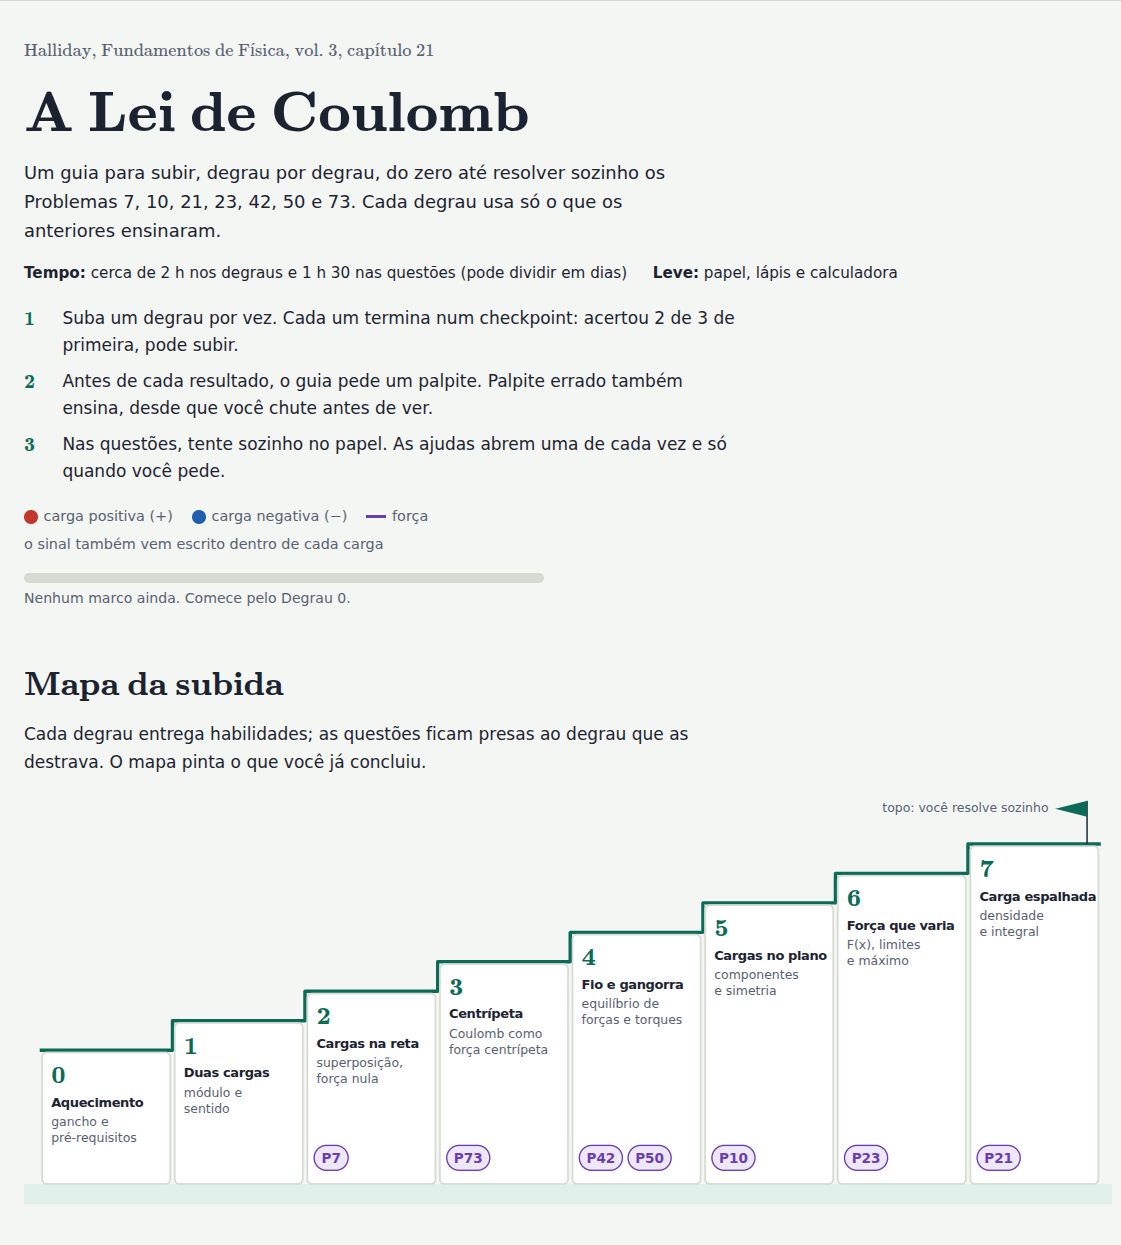 Halliday, Fundamentos de Física, vol. 3, capítulo 21
A Lei de Coulomb
Um guia para subir, degrau por degrau, do zero até resolver sozinho os
Problemas 7, 10, 21, 23, 42, 50 e 73. Cada degrau usa só o que os
anteriores ensinaram.
Tempo: cerca de 2 h nos degraus e 1 h 30 nas questões (pode dividir em dias) Leve: papel, lápis e calculadora
1 Suba um degrau por vez. Cada um termina num checkpoint: acertou 2 de 3 de
primeira, pode subir.
2 Antes de cada resultado, o guia pede um palpite. Palpite errado também
ensina, desde que você chute antes de ver.
3 Nas questões, tente sozinho no papel. As ajudas abrem uma de cada vez e só
quando você pede.
carga positiva (+) carga negativa (−) força
o sinal também vem escrito dentro de cada carga
Nenhum marco ainda. Comece pelo Degrau 0.
Mapa da subida
Cada degrau entrega habilidades; as questões ficam presas ao degrau que as
destrava. O mapa pinta o que você já concluiu.
topo: você resolve sozinho
0
Aquecimento
gancho e
pré-requisitos
1
Duas cargas
módulo e
sentido
2
Cargas na reta
superposição,
força nula
P7
3
Centrípeta
Coulomb como
força centrípeta
P73
4
Fio e gangorra
equilíbrio de
forças e torques
P42 P50
5
Cargas no plano
componentes
e simetria
P10
6
Força que varia
F(x), limites
e máximo
P23
7
Carga espalhada
densidade
e integral
P21